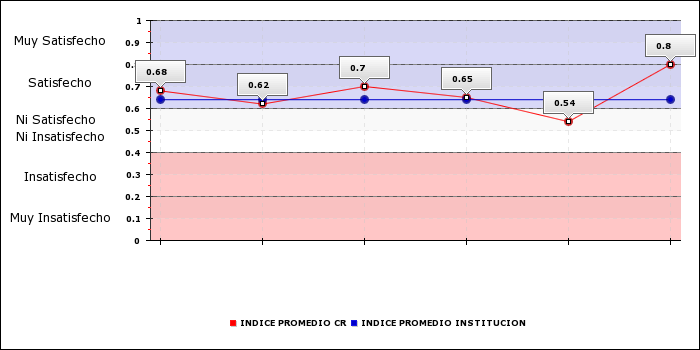 Muy Satisfecho
Satisfecho
Ni Satisfecho
Ni Insatisfecho
Insatisfecho
Muy Insatisfecho
1
0.9
0.8
0.7
0.6
0.5
0.4
0.3
0.2
0.1
0
0.68
0.62
0.7
0.65
0.54
0.8
INDICE PROMEDIO CR INDICE PROMEDIO INSTITUCION